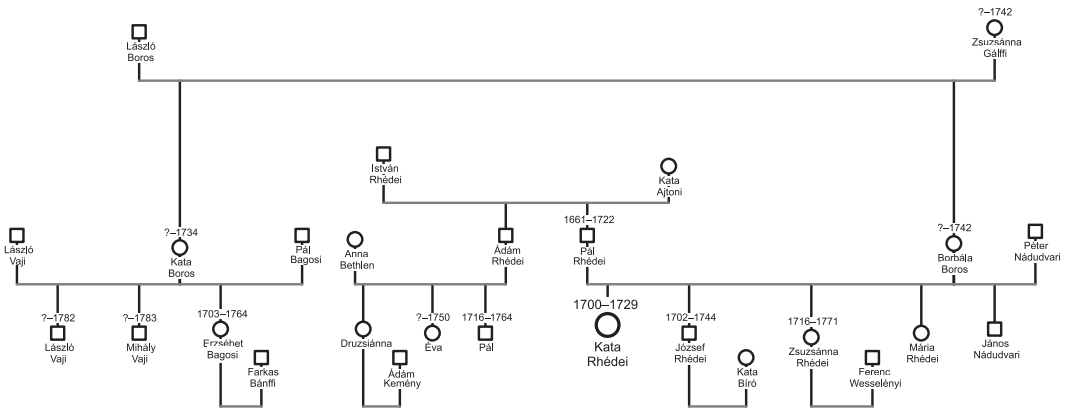 László
Boros
?–1742
Zsuzsánna
Gálffi
István
Rhédei
Kata
Ajtoni
László
Vaji
?–1734
Kata
Boros
Pál
Bagosi
Anna
Bethlen
Ádám
Rhédei
1661–1722
Pál
Rhédei
?–1742
Borbála
Boros
Péter
Nádudvari
?–1782
László
Vaji
?–1783
Mihály
Vaji
1703–1764
Erzsébet
Bagosi
Farkas
Bánffi
Druzsiánna
Ádám
Kemény
?–1750
Éva
1716–1764
Pál
1700–1729
Kata
Rhédei
1702–1744
József
Rhédei
Kata
Bíró
1716–1771
Zsuzsánna
Rhédei
Ferenc
Wesselényi
Mária
Rhédei
János
Nádudvari